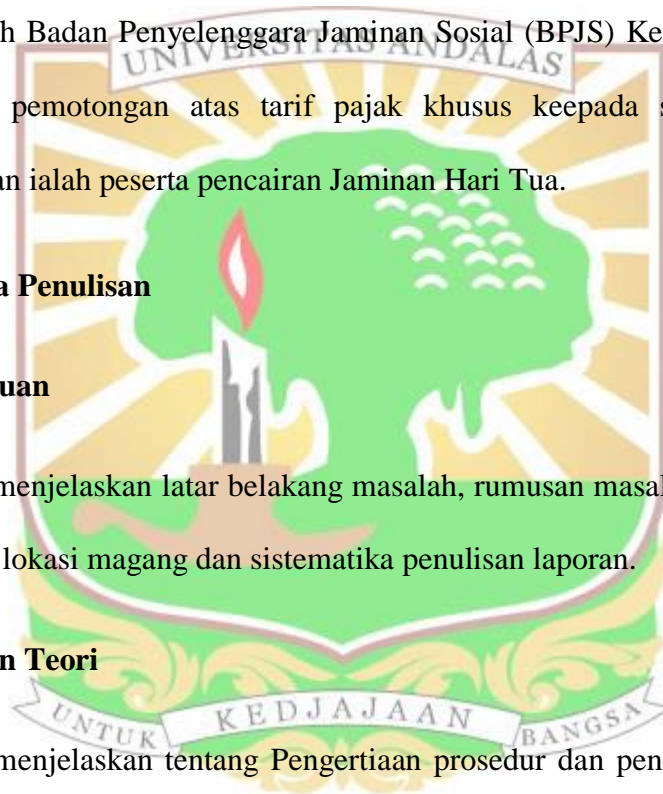 h Badan Penyelenggara Jaminan Sosial (BPJS) Ke
UNIVERSITAS ANDALAS
pemotongan atas tarif pajak khusus keepada s
an ialah peserta pencairan Jaminan Hari Tua.
a Penulisan
uan
menjelaskan latar belakang masalah, rumusan masal
lokasi magang dan sistematika penulisan laporan.
n Teori
UNTUK KEDJAJAAN BANGSA
menjelaskan tentang Pengertiaan prosedur dan pen